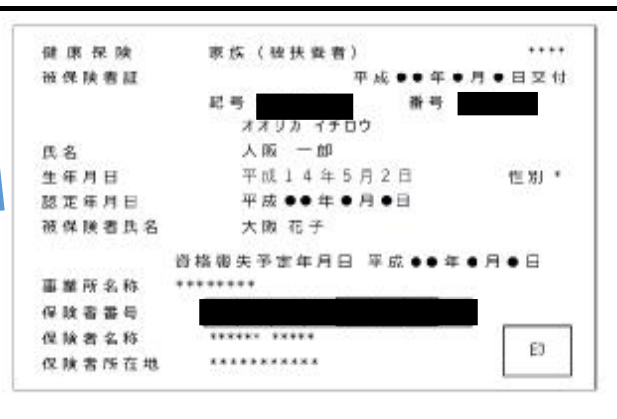 健康保険 家族（被扶養者） ****
被保険者証 平成●●年●月●日交付
記号 番号
オオサカ イチロウ
氏名 大阪 一郎
生年月日 平成14年5月2日 性別 *
認定年月日 平成●●年●月●日
被保険者氏名 大阪 花子
資格喪失予定年月日 平成●●年●月●日
事業所名称 ********
保険者番号
保険者名称 ****** *****
保険者所在地 ***********
印